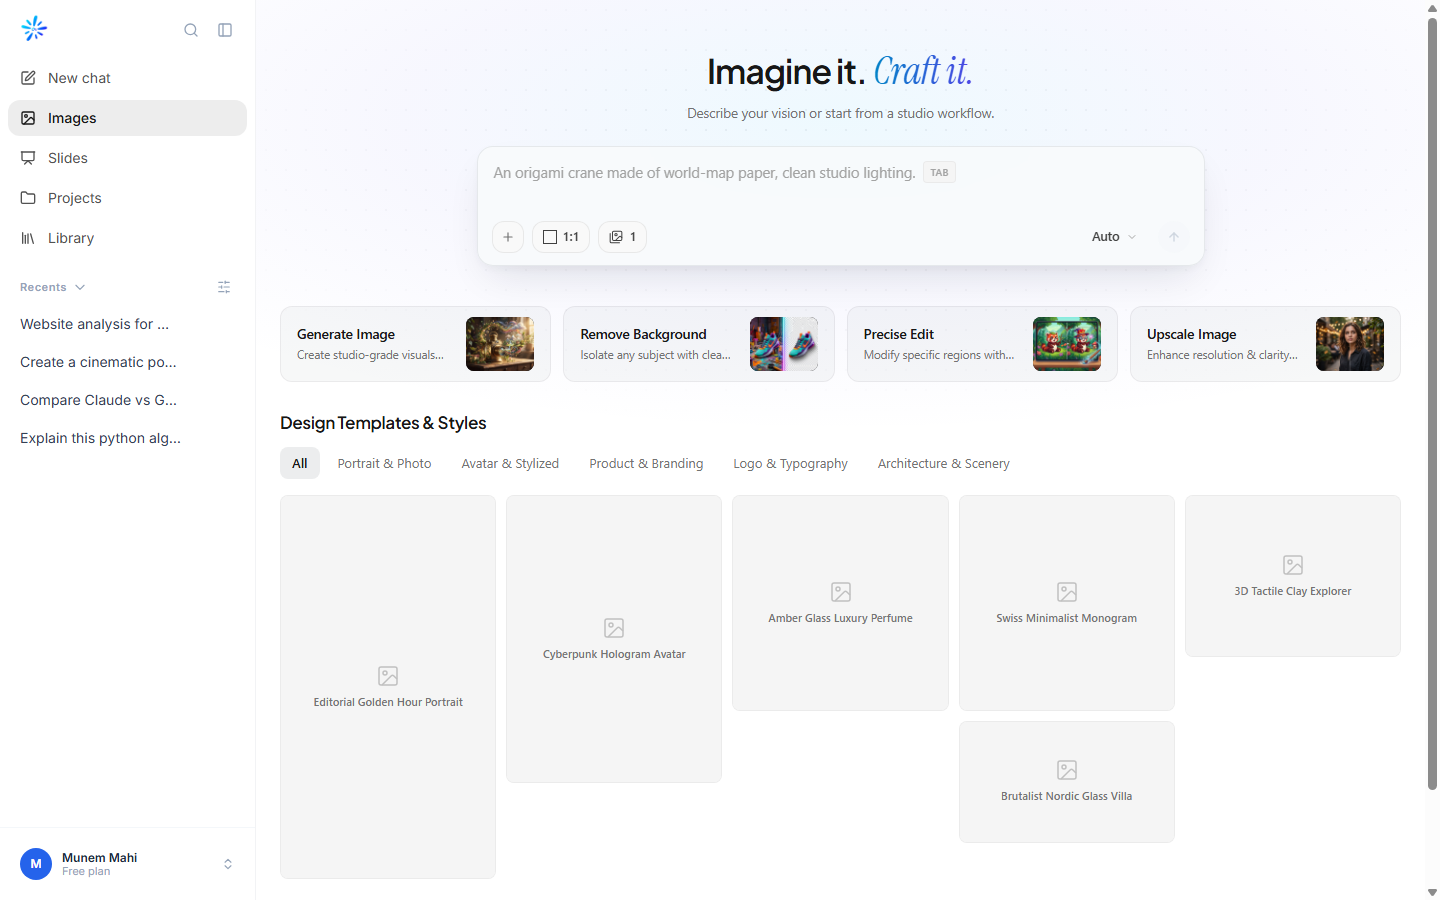 New chat
Images
Slides
Projects
Library
Recents
Website analysis for ...
Create a cinematic po...
Compare Claude vs G...
Explain this python alg...
M
Munem Mahi
Free plan
Imagine it. Craft it.
Describe your vision or start from a studio workflow.
An origami crane made of world-map paper, clean studio lighting. TAB
1:1
1
Auto
Generate Image
Create studio-grade visuals...
Remove Background
Isolate any subject with clea...
Precise Edit
Modify specific regions with...
Upscale Image
Enhance resolution & clarity...
Design Templates & Styles
All
Portrait & Photo
Avatar & Stylized
Product & Branding
Logo & Typography
Architecture & Scenery
Editorial Golden Hour Portrait
Cyberpunk Hologram Avatar
Amber Glass Luxury Perfume
Swiss Minimalist Monogram
3D Tactile Clay Explorer
Brutalist Nordic Glass Villa